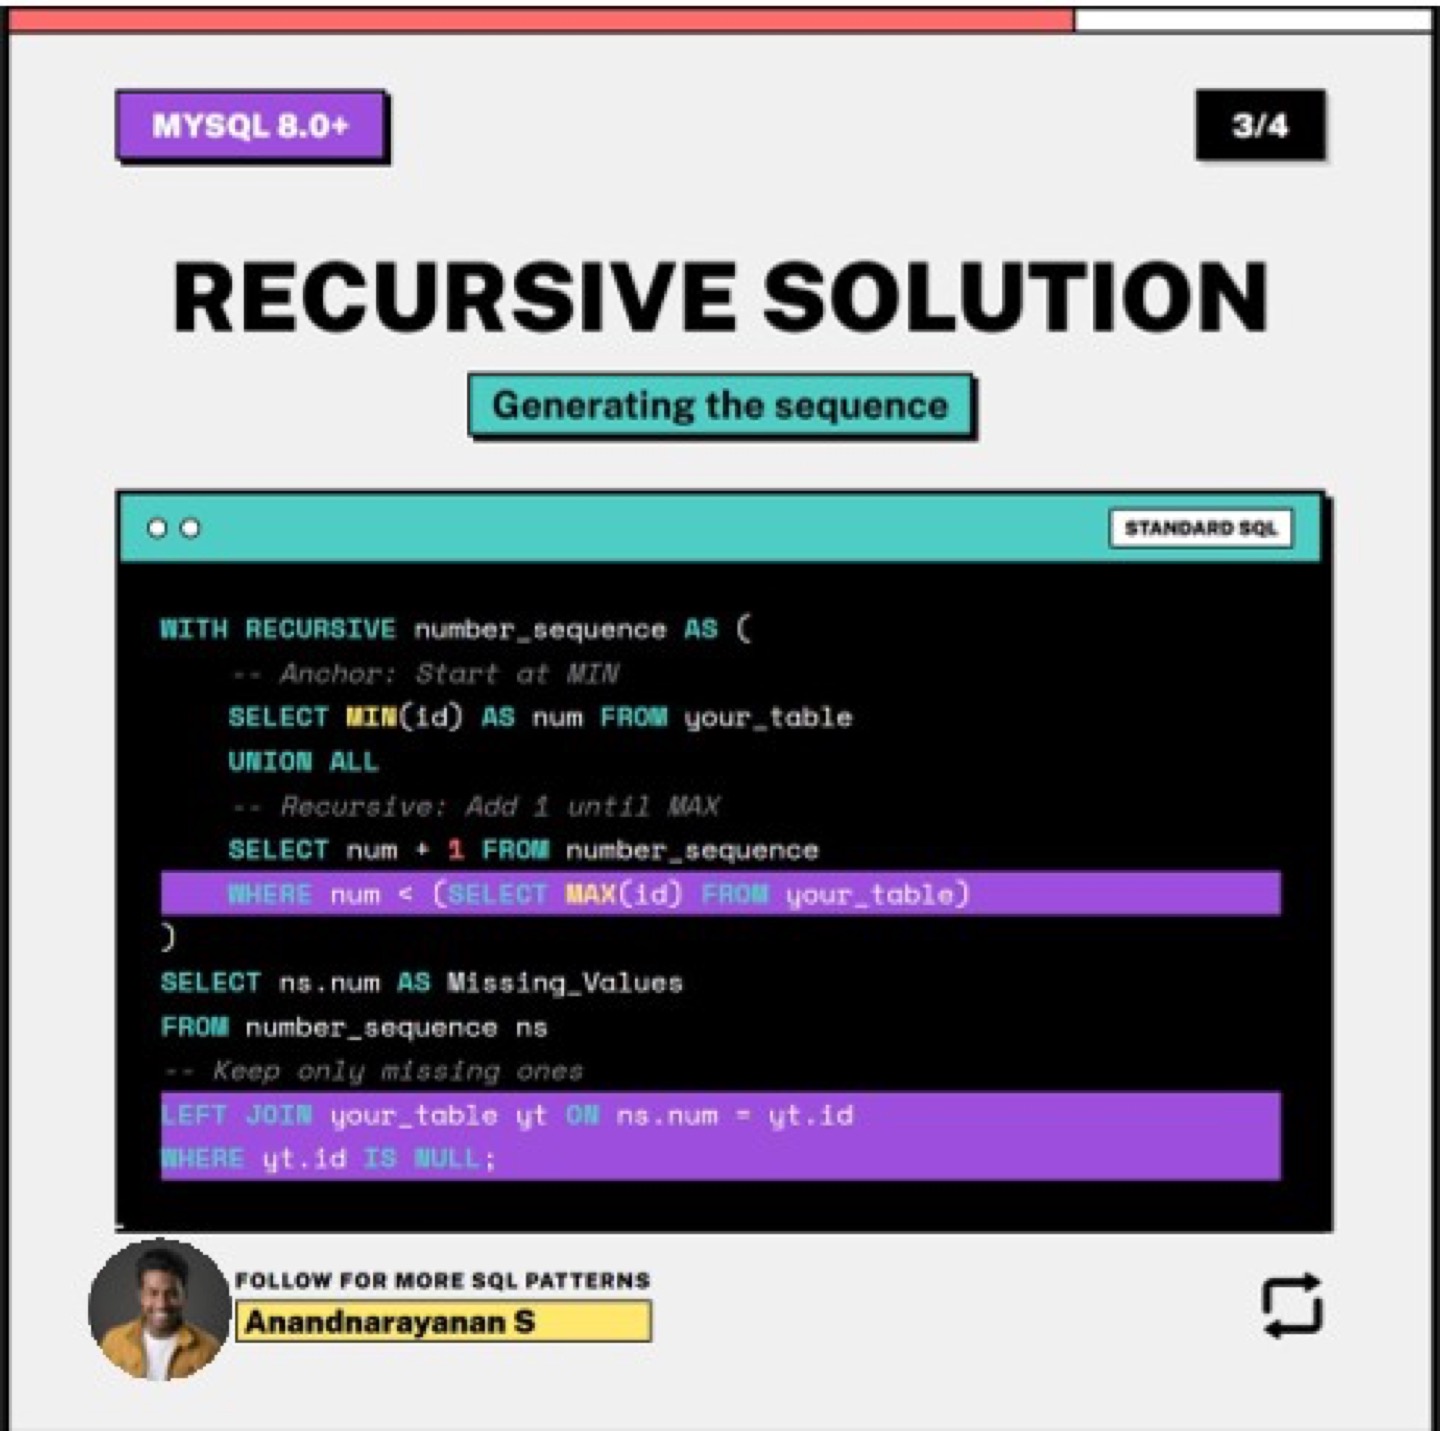 MYSQL 8.0+
3/4
RECURSIVE SOLUTION
Generating the sequence
STANDARD SQL
WITH RECURSIVE number_sequence AS (
    -- Anchor: Start at MIN
    SELECT MIN(id) AS num FROM your_table
    UNION ALL
    -- Recursive: Add 1 until MAX
    SELECT num + 1 FROM number_sequence
    WHERE num < (SELECT MAX(id) FROM your_table)
)
SELECT ns.num AS Missing_Values
FROM number_sequence ns
-- Keep only missing ones
LEFT JOIN your_table yt ON ns.num = yt.id
WHERE yt.id IS NULL;
FOLLOW FOR MORE SQL PATTERNS
Anandnarayanan S